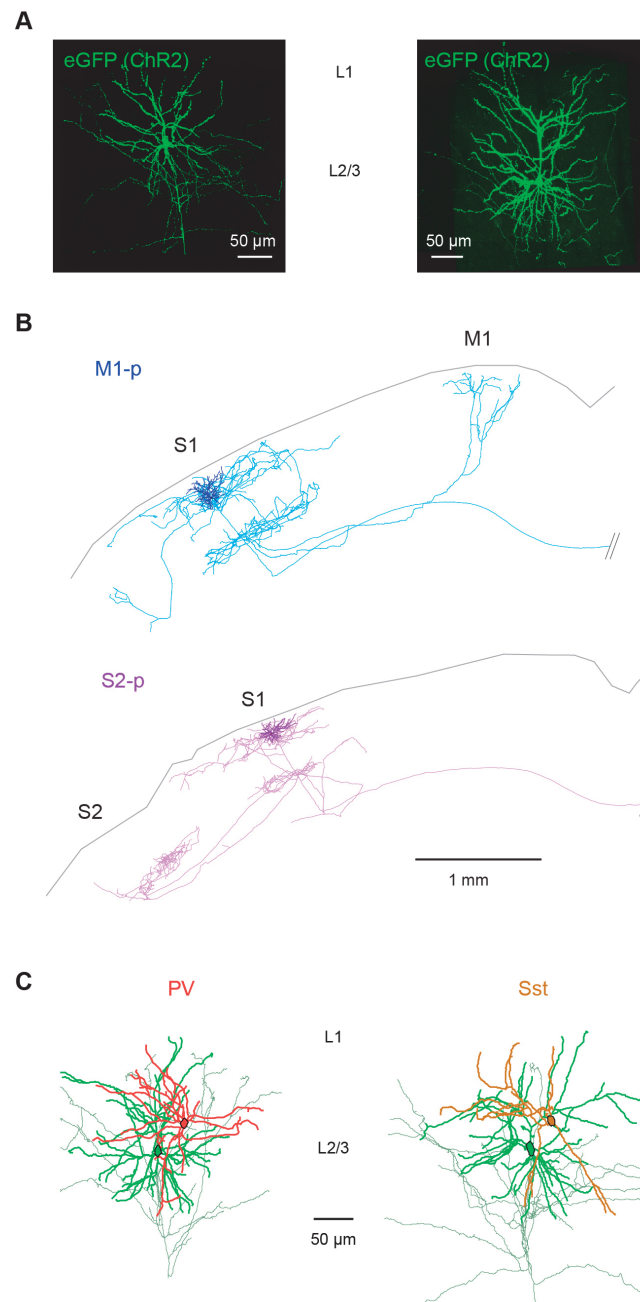 A
eGFP (ChR2)
L1
eGFP (ChR2)
L2/3
50 µm
50 µm
B
M1
M1-p
S1
S2-p
S1
S2
1 mm
C
PV
Sst
L1
L2/3
50 µm